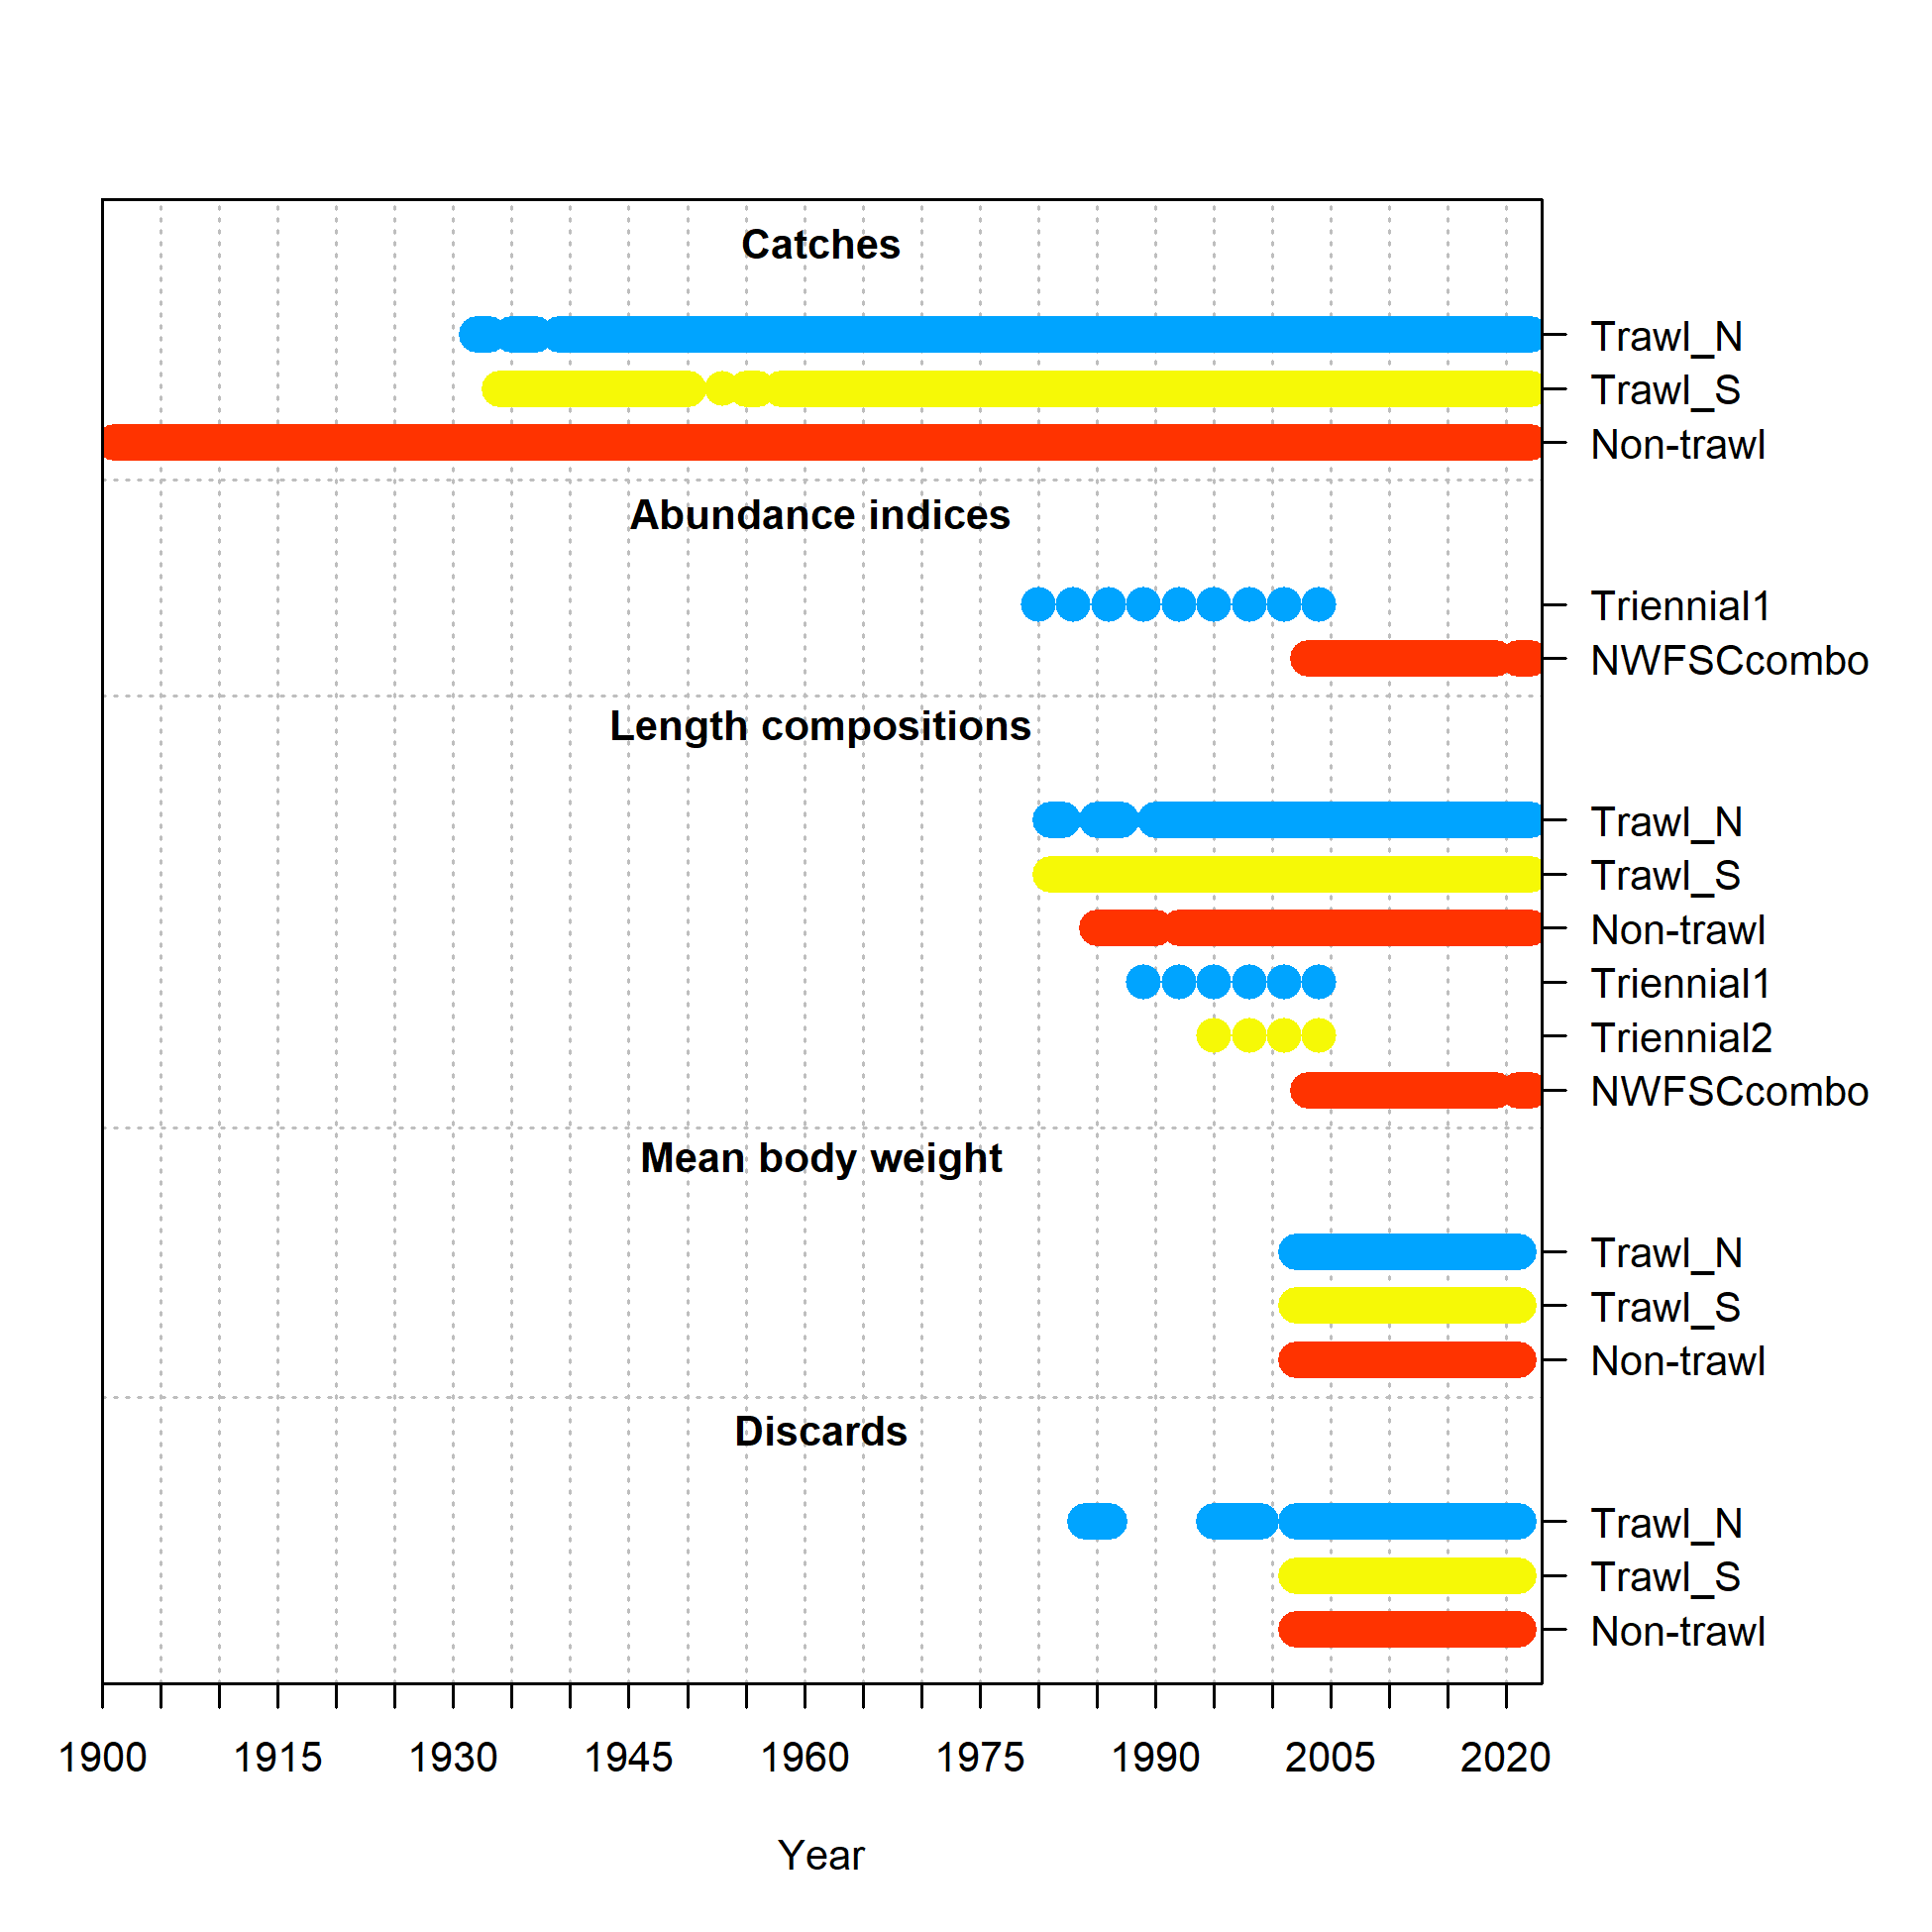 Catches
Trawl_N
Trawl_S
Non-trawl
Abundance indices
Triennial1
NWFSCcombo
Length compositions
Trawl_N
Trawl_S
Non-trawl
Triennial1
Triennial2
NWFSCcombo
Mean body weight
Trawl_N
Trawl_S
Non-trawl
Discards
Trawl_N
Trawl_S
Non-trawl
1900 1915 1930 1945 1960 1975 1990 2005 2020
Year